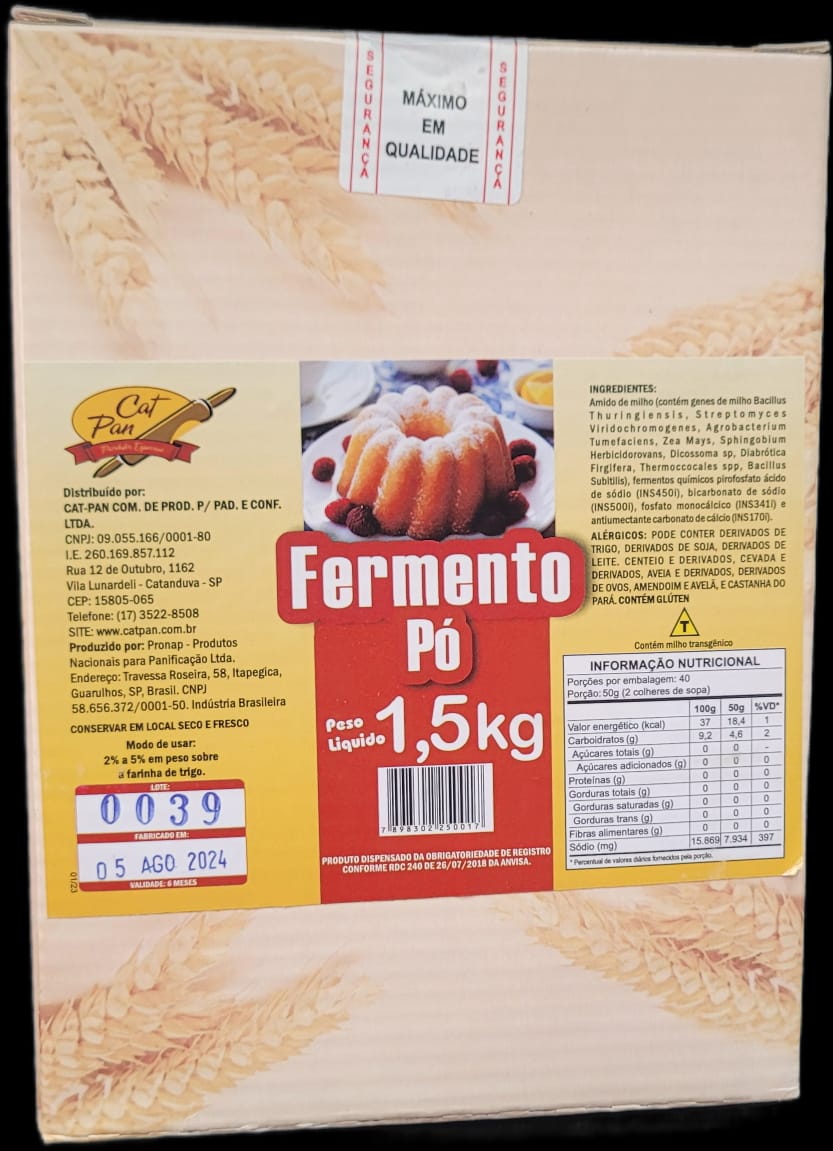 SEGURANÇA
MÁXIMO
EM
QUALIDADE
SEGURANÇA
Cat
Pan
Distribuído por:
CAT-PAN COM. DE PROD. P/ PAD. E CONF.
LTDA.
CNPJ: 09.055.166/0001-80
I.E. 260.169.857.112
Rua 12 de Outubro, 1162
Vila Lunardeli - Catanduva - SP
CEP: 15805-065
Telefone: (17) 3522-8508
SITE: www.catpan.com.br
Produzido por: Pronap - Produtos
Nacionais para Panificação Ltda.
Endereço: Travessa Roseira, 58, Itapegica,
Guarulhos, SP, Brasil. CNPJ
58.656.372/0001-50. Indústria Brasileira
CONSERVAR EM LOCAL SECO E FRESCO
Modo de usar:
2% a 5% em peso sobre
a farinha de trigo.
LOTE:
0039
FABRICADO EM:
05 AGO 2024
VALIDADE: 6 MESES
01/23
Fermento
Pó
Peso
Líquido 1,5kg
7 898302 250017
PRODUTO DISPENSADO DA OBRIGATORIEDADE DE REGISTRO
CONFORME RDC 240 DE 26/07/2018 DA ANVISA.
INGREDIENTES:
Amido de milho (contém genes de milho Bacillus
Thuringiensis, Streptomyces
Viridochromogenes, Agrobacterium
Tumefaciens, Zea Mays, Sphingobium
Herbicidorovans, Dicossoma sp, Diabrótica
Firgifera, Thermoccocales spp, Bacillus
Subitilis), fermentos químicos pirofosfato ácido
de sódio (INS450i), bicarbonato de sódio
(INS500I), fosfato monocálcico (INS341i) e
antiumectante carbonato de cálcio (INS170i).
ALÉRGICOS: PODE CONTER DERIVADOS DE
TRIGO, DERIVADOS DE SOJA, DERIVADOS DE
LEITE. CENTEIO E DERIVADOS, CEVADA E
DERIVADOS, AVEIA E DERIVADOS, DERIVADOS
DE OVOS, AMENDOIM E AVELÃ, E CASTANHA DO
PARÁ. CONTÉM GLÚTEN
T
Contém milho transgênico
INFORMAÇÃO NUTRICIONAL
Porções por embalagem: 40
Porção: 50g (2 colheres de sopa)
100g 50g %VD*
Valor energético (kcal) 37 18,4 1
Carboidratos (g) 9,2 4,6 2
Açúcares totais (g) 0 0 -
Açúcares adicionados (g) 0 0 0
Proteínas (g) 0 0 0
Gorduras totais (g) 0 0 0
Gorduras saturadas (g) 0 0 0
Gorduras trans (g) 0 0 0
Fibras alimentares (g) 0 0 0
Sódio (mg) 15.869 7.934 397
* Percentual de valores diários fornecidos pela porção.